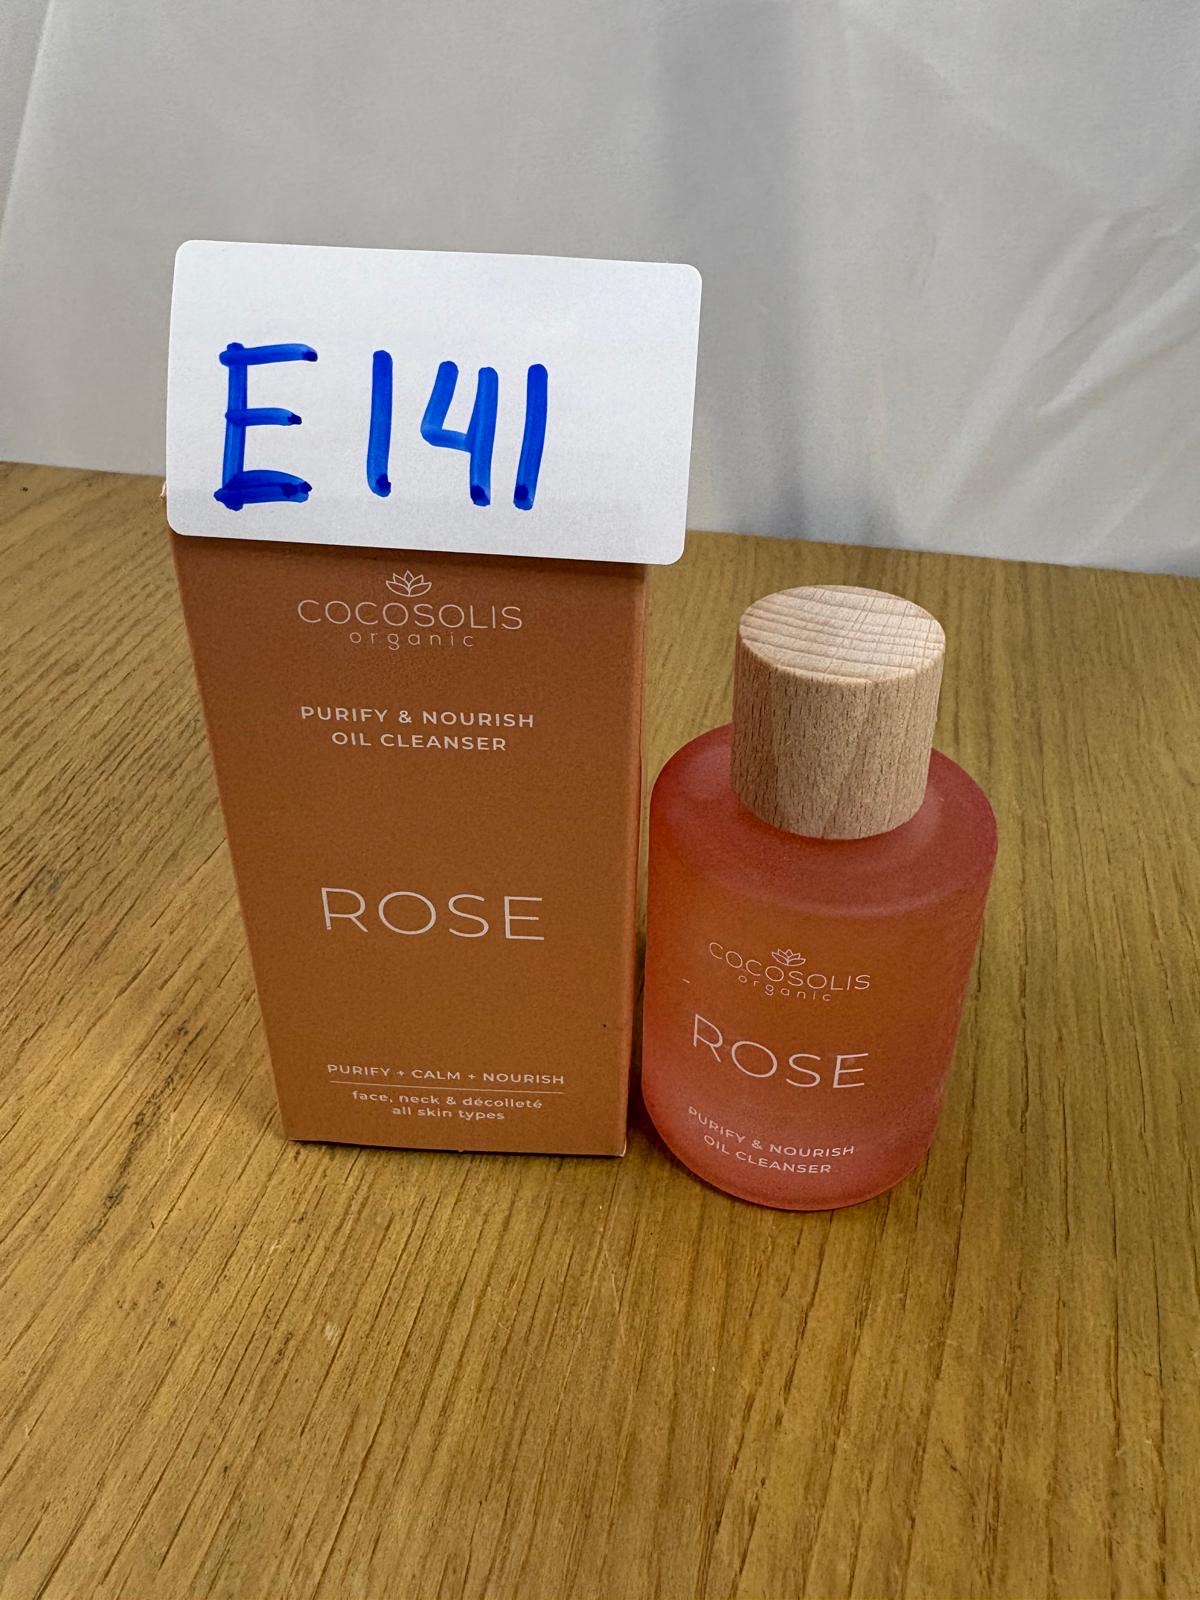 E141
COCOSOLIS
organic
PURIFY & NOURISH
OIL CLEANSER
ROSE
PURIFY + CALM + NOURISH
face, neck & décolleté
all skin types
COCOSOLIS
organic
ROSE
PURIFY & NOURISH
OIL CLEANSER